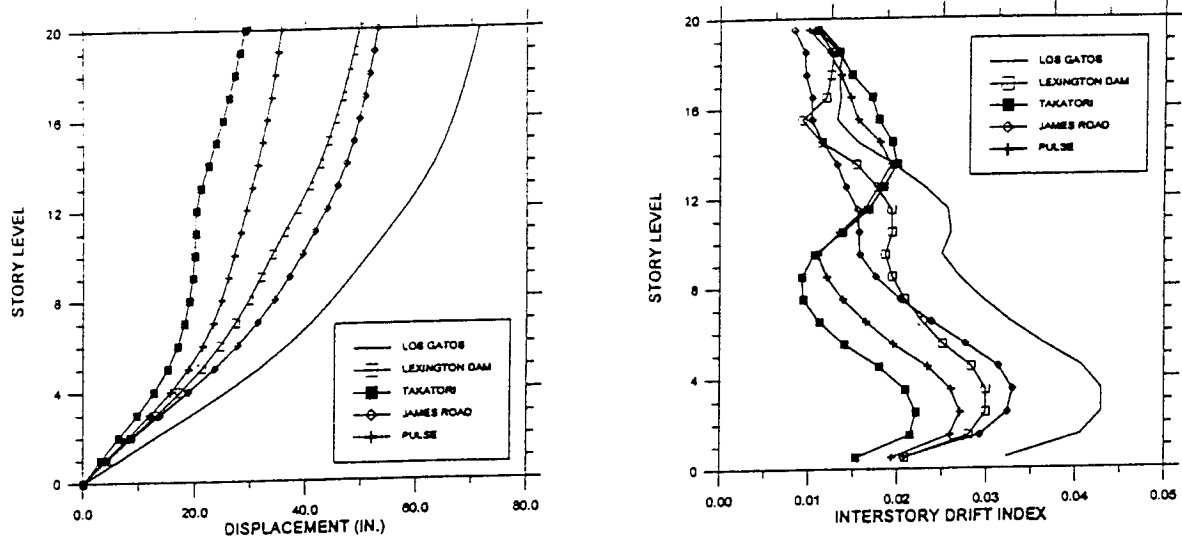 20
16
12
8
4
0
STORY LEVEL
LOS GATOS
LEXINGTON DAM
TAKATORI
JAMES ROAD
PULSE
0.0
20.0
40.0
60.0
80.0
DISPLACEMENT (IN.)
20
16
12
8
4
0
STORY LEVEL
LOS GATOS
LEXINGTON DAM
TAKATORI
JAMES ROAD
PULSE
0.00
0.01
0.02
0.03
0.04
0.05
INTERSTORY DRIFT INDEX